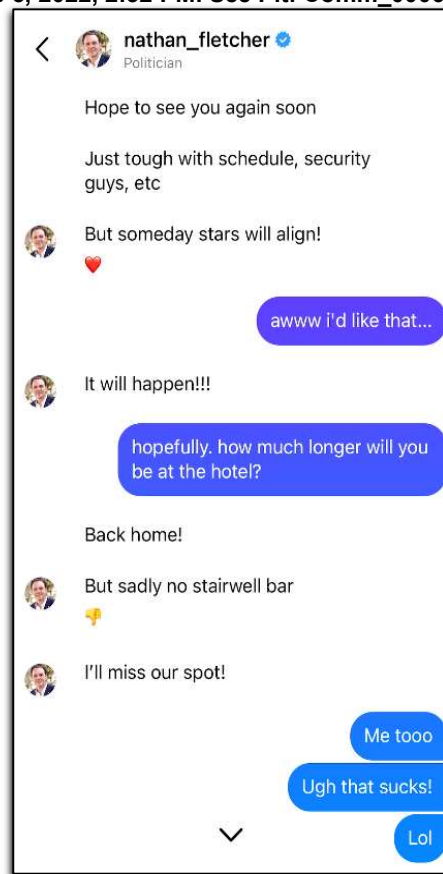 nathan_fletcher
Politician
Hope to see you again soon
Just tough with schedule, security
guys, etc
But someday stars will align!
❤️
awww i'd like that...
It will happen!!!
hopefully. how much longer will you
be at the hotel?
Back home!
But sadly no stairwell bar
👎
I'll miss our spot!
Me tooo
Ugh that sucks!
Lol